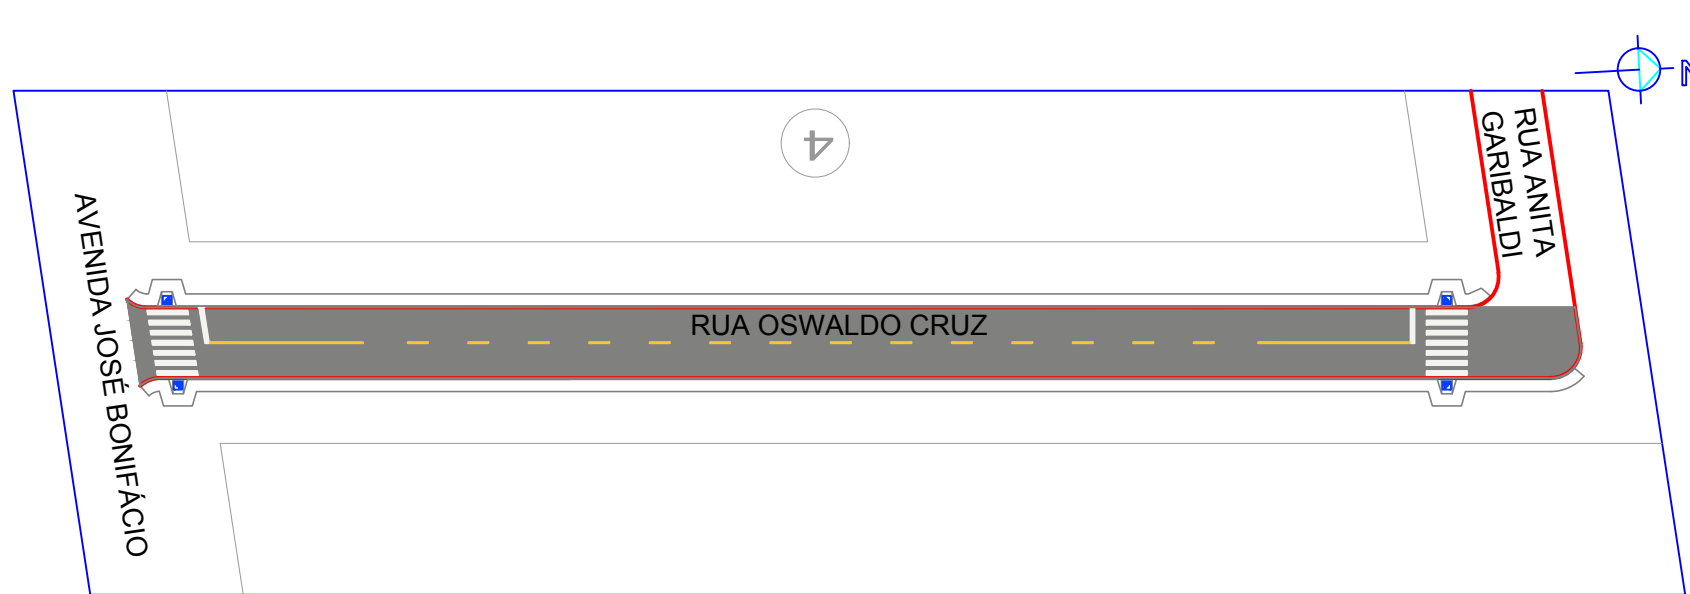 N
4
RUA ANITA
GARIBALDI
AVENIDA JOSÉ BONIFÁCIO
RUA OSWALDO CRUZ